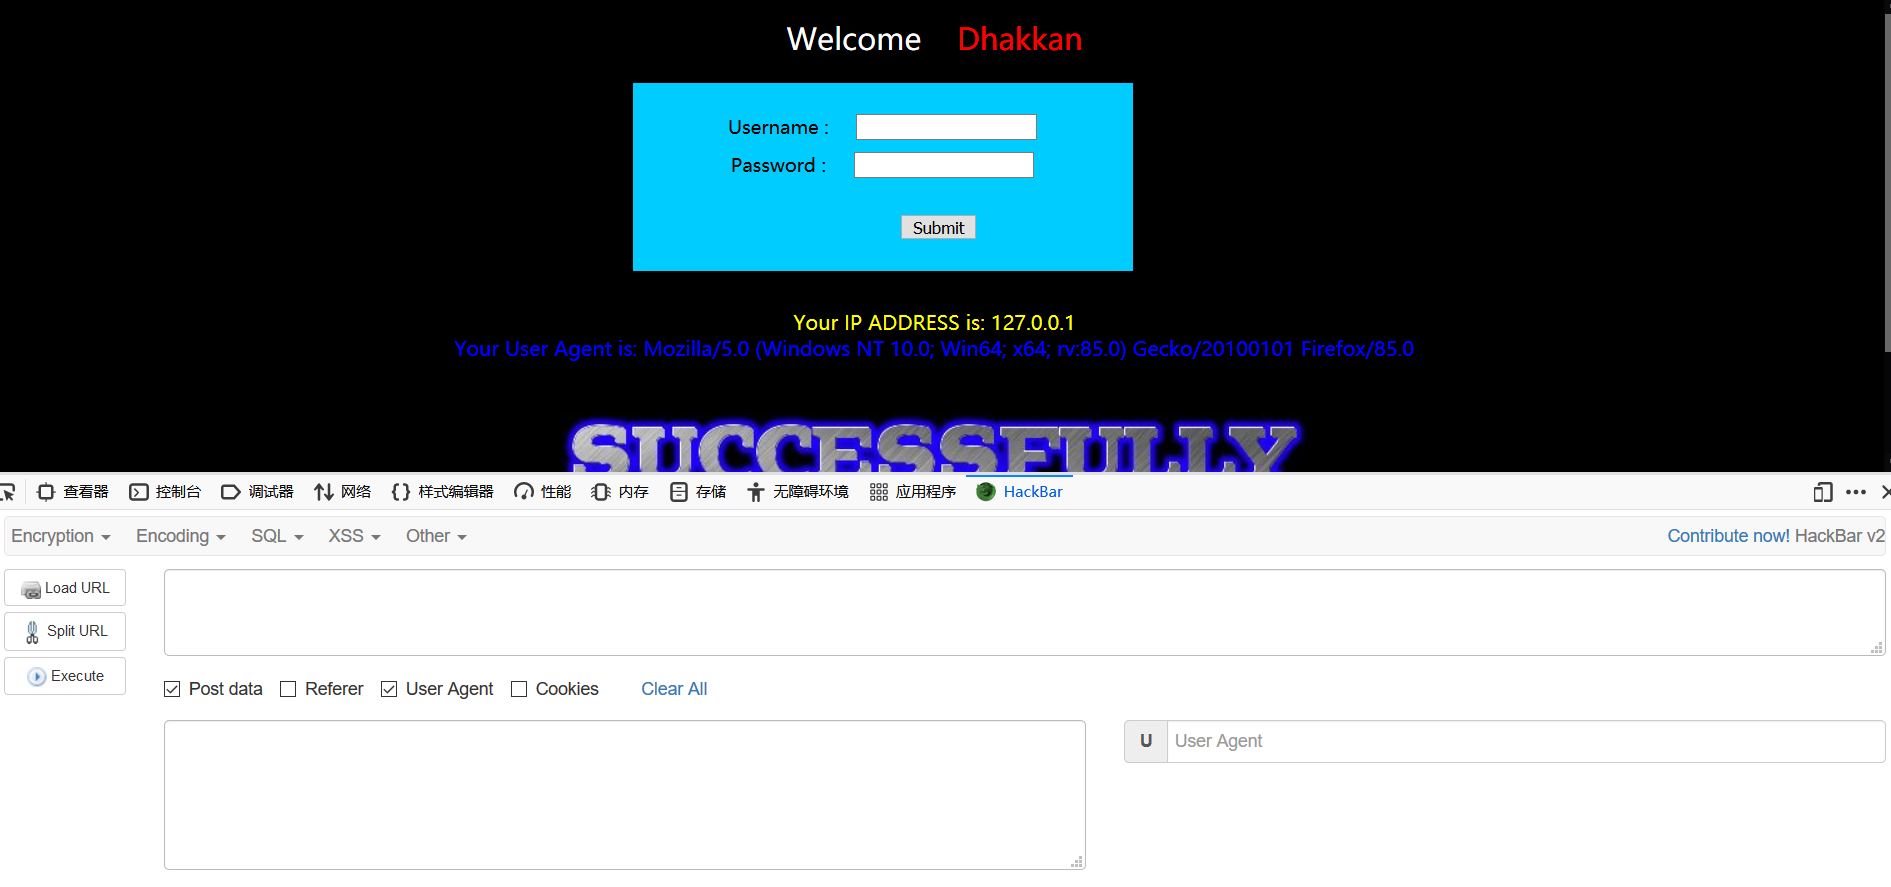 Welcome Dhakkan
Username :
Password :
Submit
Your IP ADDRESS is: 127.0.0.1
Your User Agent is: Mozilla/5.0 (Windows NT 10.0; Win64; x64; rv:85.0) Gecko/20100101 Firefox/85.0
SUCCESSFULLY
查看器 控制台 调试器 网络 样式编辑器 性能 内存 存储 无障碍环境 应用程序 HackBar
Encryption Encoding SQL XSS Other Contribute now! HackBar v2
Load URL
Split URL
Execute
Post data Referer User Agent Cookies Clear All
U User Agent